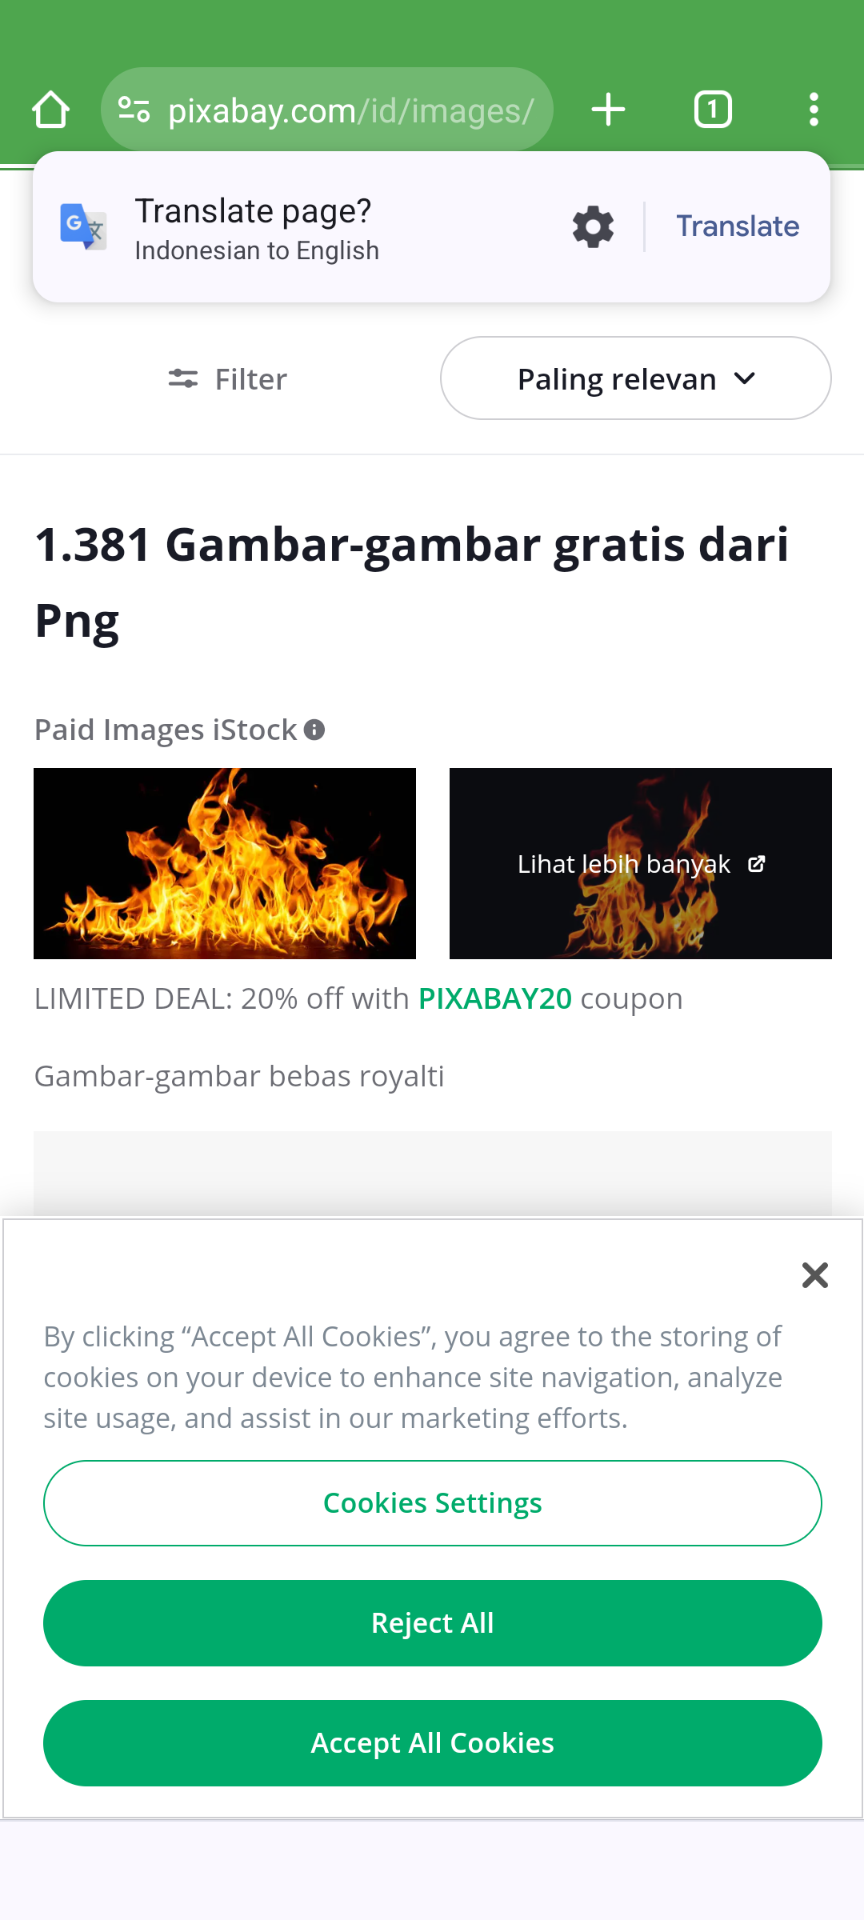 pixabay.com/id/images/
1
Translate page?
Indonesian to English
Translate
Filter
Paling relevan
1.381 Gambar-gambar gratis dari
Png
Paid Images iStock
Lihat lebih banyak
LIMITED DEAL: 20% off with PIXABAY20 coupon
Gambar-gambar bebas royalti
By clicking “Accept All Cookies”, you agree to the storing of
cookies on your device to enhance site navigation, analyze
site usage, and assist in our marketing efforts.
Cookies Settings
Reject All
Accept All Cookies